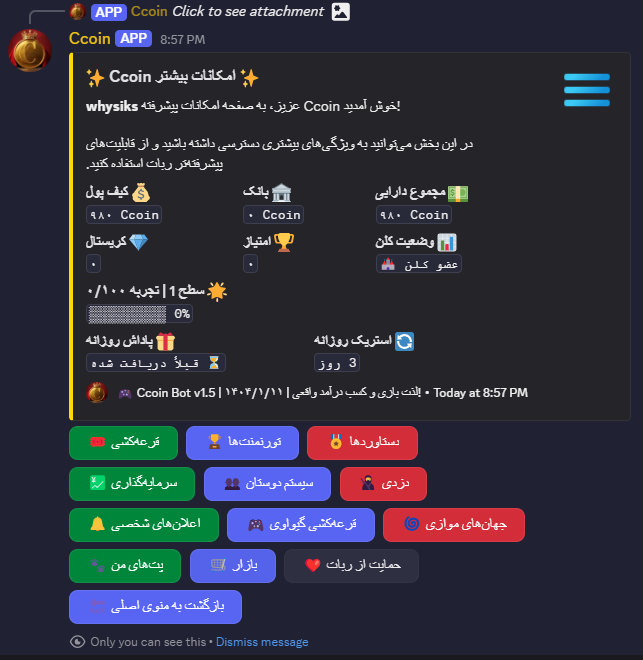 APP Ccoin Click to see attachment
Ccoin APP 8:57 PM
✨ امکانات پیشتر Ccoin ✨
whysiks خوش آمدید Ccoin عزیز، به صفحه امکانات پیشرفته!
در این بخش می‌توانید به ویژگی‌های بیشتری دسترسی داشته باشید و از قابلیت‌های
پیشرفته‌تر ربات استفاده کنید.
💰 کیف پول
🏛️ بانک
💵 مجموع دارایی
۹۸۰ Ccoin
۰ Ccoin
۹۸۰ Ccoin
💎 کریستال
🏆 امتیاز
📊 وضعیت کلن
۰
۰
عضو کلن 🏰
🌟 سطح 1 | تجربه ۰/۱۰۰
▒▒▒▒▒▒▒▒▒▒ 0%
🎁 پاداش روزانه
🔄 استریک روزانه
⏳ قبلاً دریافت شده
3 روز
🎮 Ccoin Bot v1.5 | ۱۴۰۴/۱/۱۱ | لذت بازی و کسب درآمد واقعی! • Today at 8:57 PM
🎟️ قرعه‌کشی
🏆 تورنمنت‌ها
🏅 دستاوردها
💹 سرمایه‌گذاری
👥 سیستم دوستان
🥷 دزدی
🔔 اعلان‌های شخصی
🎮 قرعه‌کشی گیواوی
🌀 جهان‌های موازی
🐾 پت‌های من
🛒 بازار
❤️ حمایت از ربات
بازگشت به منوی اصلی
Only you can see this • Dismiss message